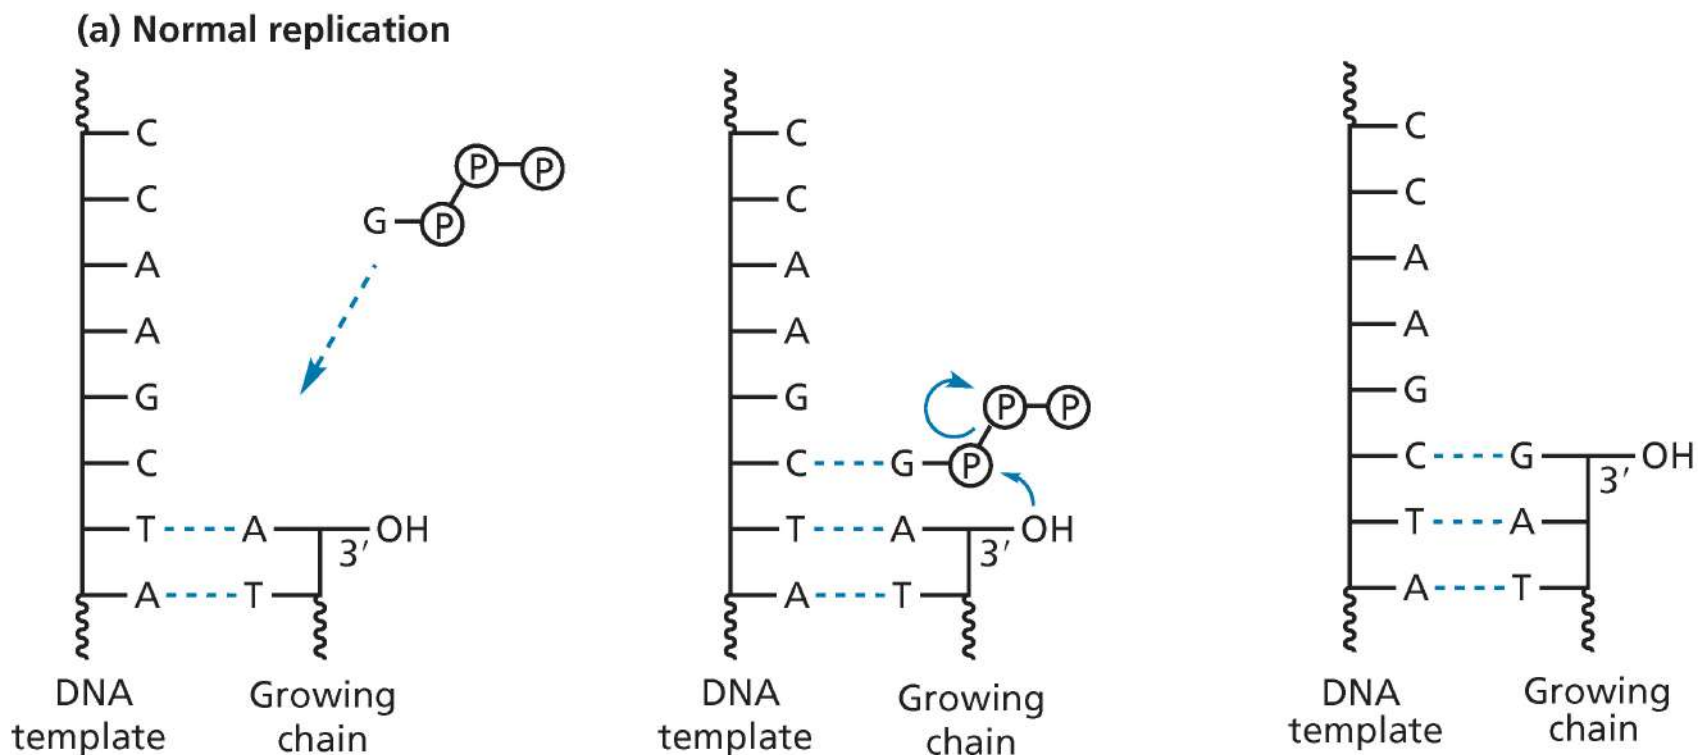 (a) Normal replication
C
C
A
A
G
C
T A OH
3′
A T
G P P P
DNA template
Growing chain
C
C
A
A
G
C G P P P
T A OH
3′
A T
DNA template
Growing chain
C
C
A
A
G
C G OH
3′
T A
A T
DNA template
Growing chain